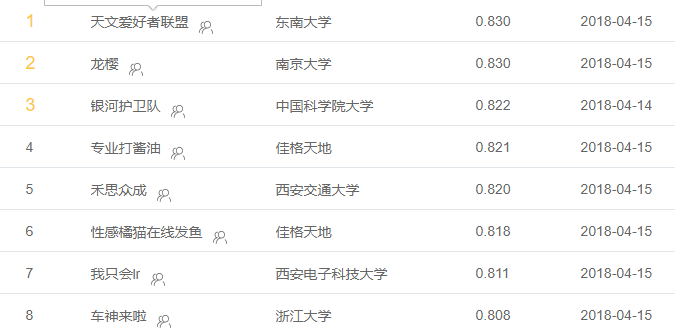 1 天文爱好者联盟 东南大学 0.830 2018-04-15
2 龙樱 南京大学 0.830 2018-04-15
3 银河护卫队 中国科学院大学 0.822 2018-04-14
4 专业打酱油 佳格天地 0.821 2018-04-15
5 禾思众成 西安交通大学 0.820 2018-04-15
6 性感橘猫在线发鱼 佳格天地 0.818 2018-04-15
7 我只会lr 西安电子科技大学 0.811 2018-04-15
8 车神来啦 浙江大学 0.808 2018-04-15